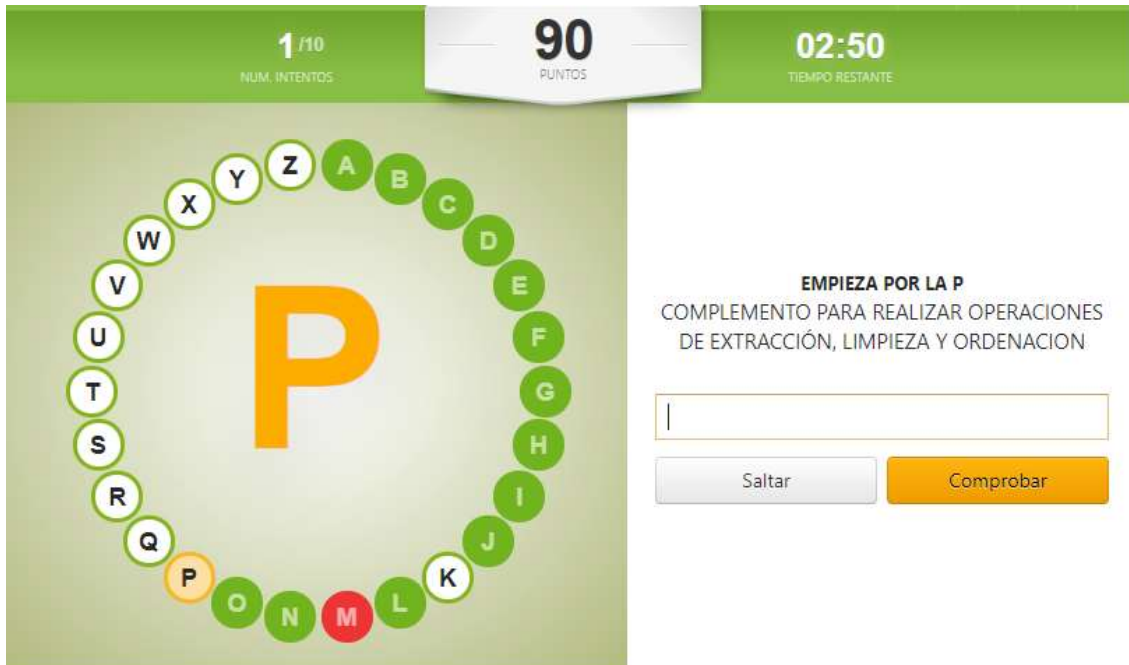 1 /10
NUM. INTENTOS
90
PUNTOS
02:50
TIEMPO RESTANTE
A
B
C
D
E
F
G
H
I
J
K
L
M
N
O
P
Q
R
S
T
U
V
W
X
Y
Z
P
EMPIEZA POR LA P
COMPLEMENTO PARA REALIZAR OPERACIONES
DE EXTRACCIÓN, LIMPIEZA Y ORDENACION
Saltar
Comprobar